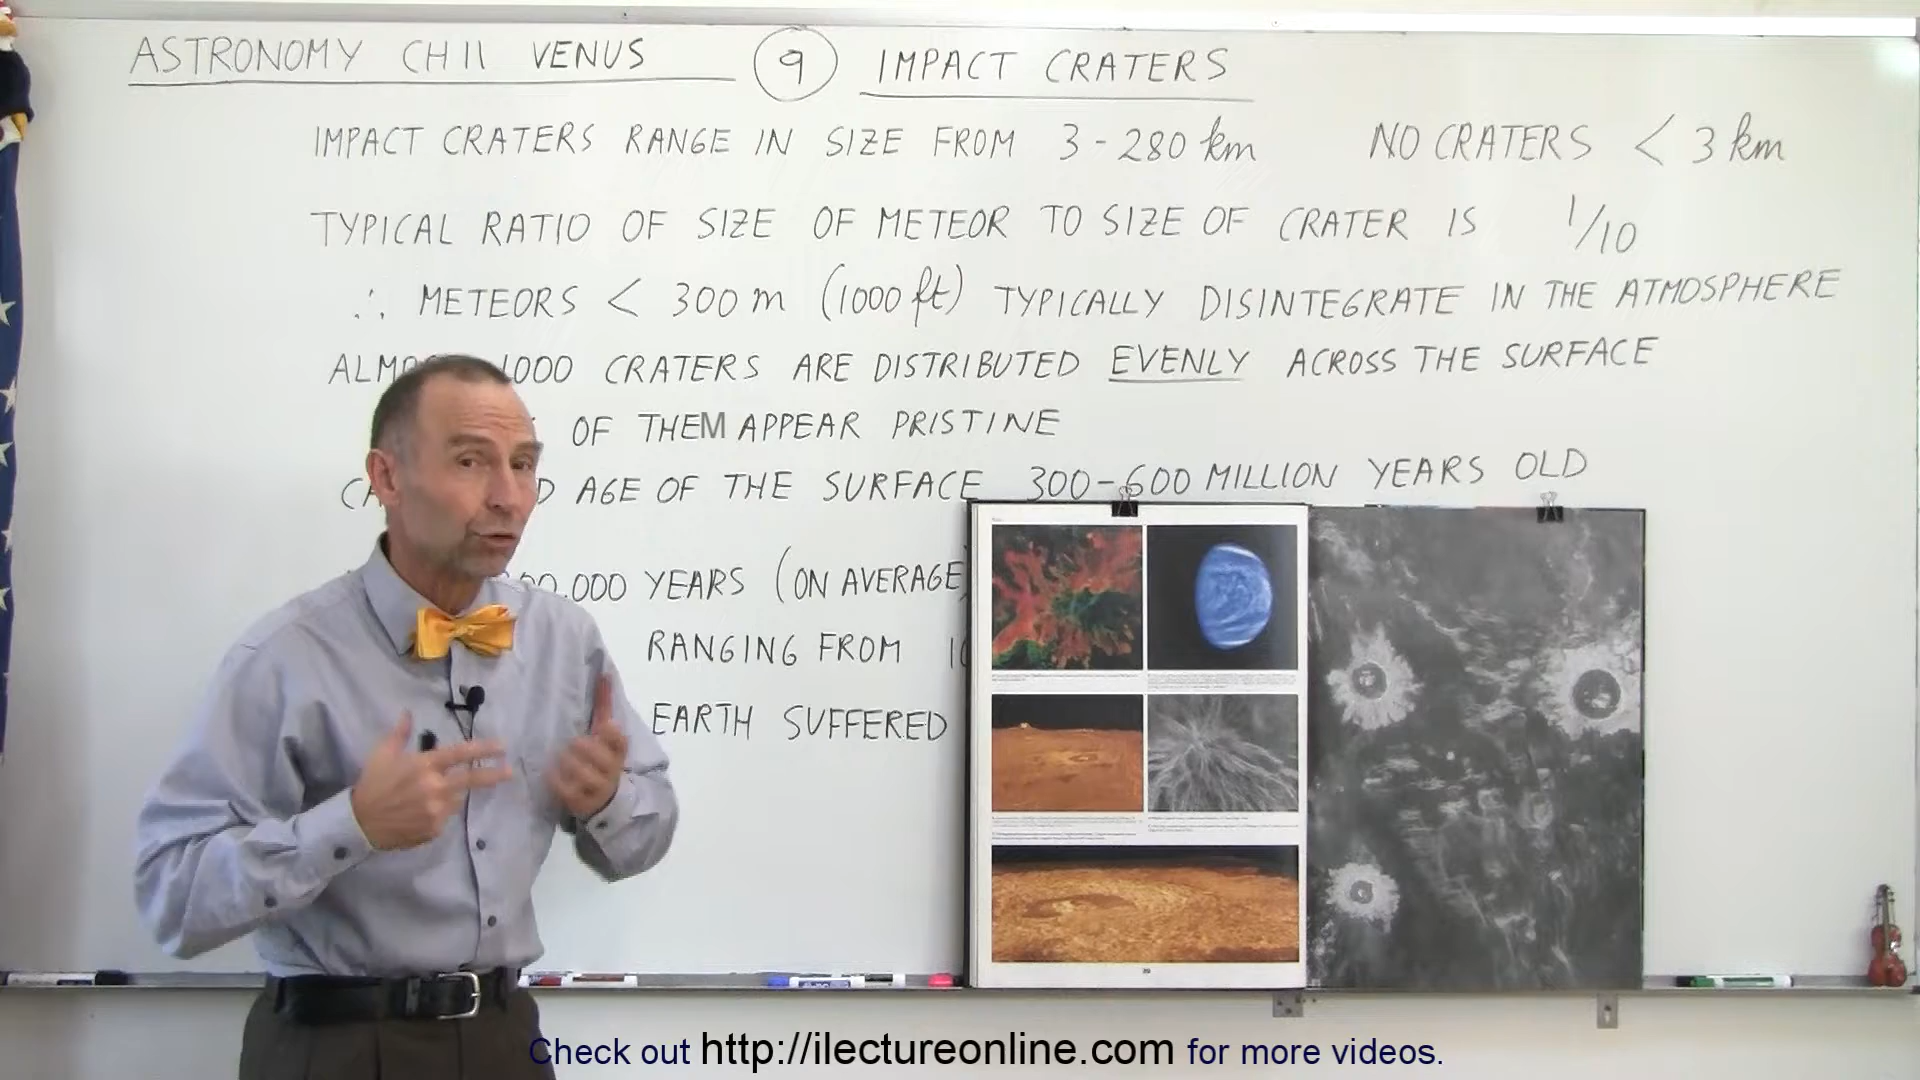 ASTRONOMY CH 11 VENUS 9 IMPACT CRATERS
IMPACT CRATERS RANGE IN SIZE FROM 3-280 km NO CRATERS < 3 km
TYPICAL RATIO OF SIZE OF METEOR TO SIZE OF CRATER IS 1/10
∴ METEORS < 300 m (1000 ft) TYPICALLY DISINTEGRATE IN THE ATMOSPHERE
1000 CRATERS ARE DISTRIBUTED EVENLY ACROSS THE SURFACE
OF THEM APPEAR PRISTINE
AGE OF THE SURFACE 300-600 MILLION YEARS OLD
YEARS (ON AVERAGE)
RANGING FROM
EARTH SUFFERED
Check out http://ilectureonline.com for more videos.